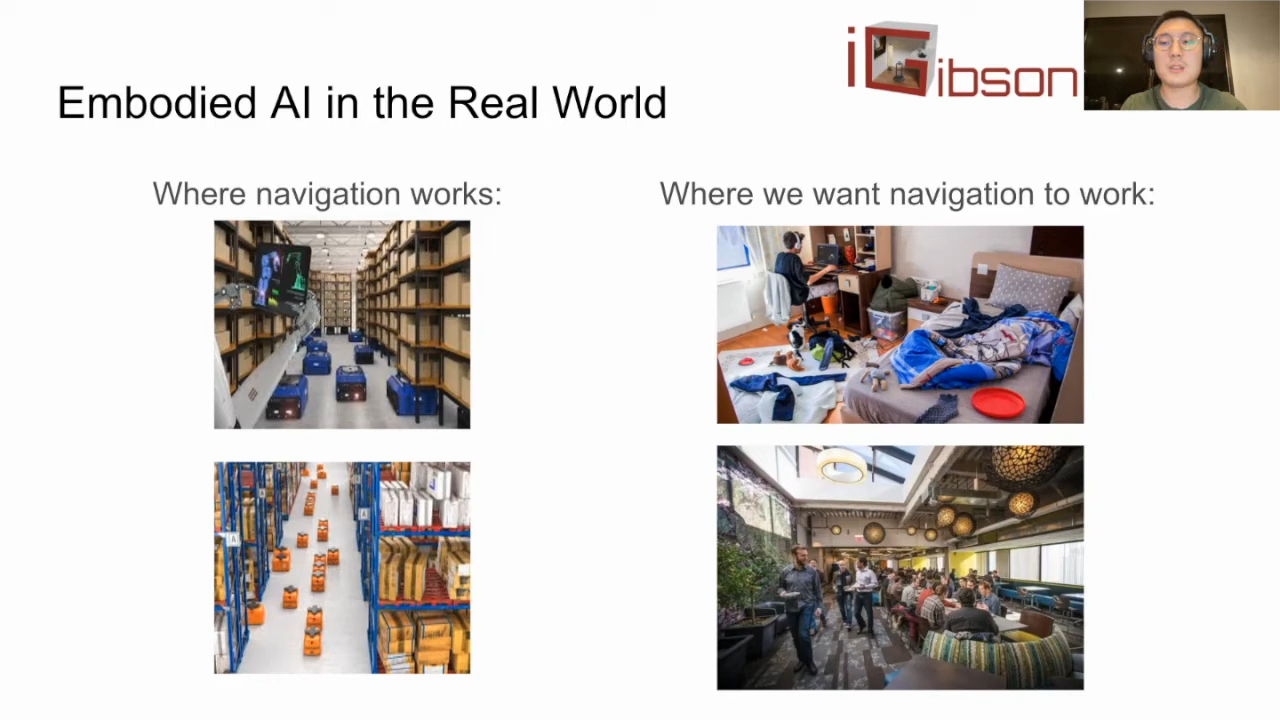 iGibson
Embodied AI in the Real World
Where navigation works:
Where we want navigation to work:
A
A
A